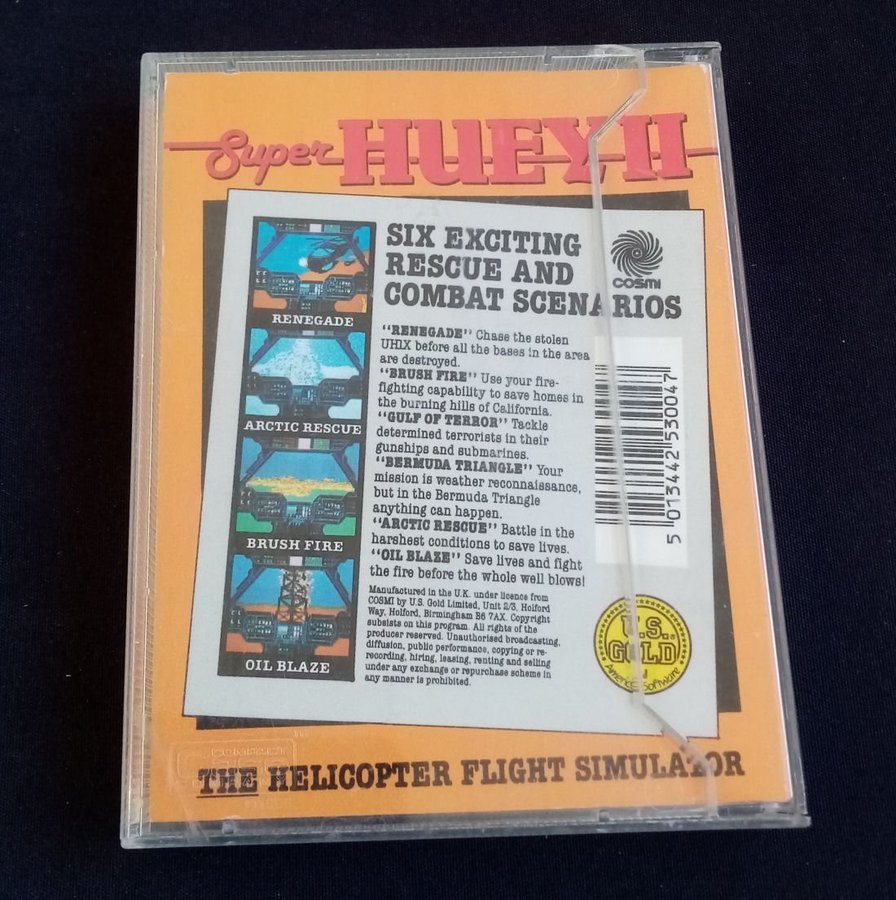 Super HUEY II
SIX EXCITING
RESCUE AND
COMBAT SCENARIOS
COSMI
RENEGADE
ARCTIC RESCUE
BRUSH FIRE
OIL BLAZE
"RENEGADE" Chase the stolen
UH1X before all the bases in the area
are destroyed.
"BRUSH FIRE" Use your fire-
fighting capability to save homes in
the burning hills of California.
"GULF OF TERROR" Tackle
determined terrorists in their
gunships and submarines.
"BERMUDA TRIANGLE" Your
mission is weather reconnaissance,
but in the Bermuda Triangle
anything can happen.
"ARCTIC RESCUE" Battle in the
harshest conditions to save lives.
"OIL BLAZE" Save lives and fight
the fire before the whole well blows!
Manufactured in the U.K. under licence from
COSMI by U.S. Gold Limited, Unit 2/3, Holford
Way, Holford, Birmingham B6 7AX. Copyright
subsists on this program. All rights of the
producer reserved. Unauthorised broadcasting,
diffusion, public performance, copying or re-
recording, hiring, leasing, renting and selling
under any exchange or repurchase scheme in
any manner is prohibited.
5 013442 530047
U.S.
GOLD
American Software
THE HELICOPTER FLIGHT SIMULATOR